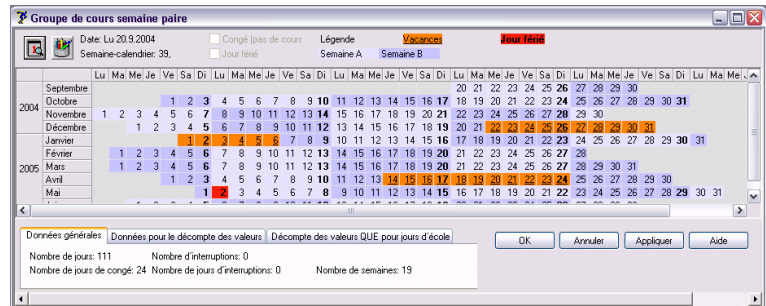 Groupe de cours semaine paire
Date: Lu 20.9.2004 Congé (pas de cours Légende Vacances Jour férié
Semaine-calendrier: 39, Jour férié Semaine A Semaine B
Lu Ma Me Je Ve Sa Di Lu Ma Me Je Ve Sa Di Lu Ma Me Je Ve Sa Di Lu Ma Me Je Ve Sa Di Lu Ma Me Je Ve Sa Di Lu Ma Me
2004
Septembre 20 21 22 23 24 25 26 27 28 29 30
Octobre 1 2 3 4 5 6 7 8 9 10 11 12 13 14 15 16 17 18 19 20 21 22 23 24 25 26 27 28 29 30 31
Novembre 1 2 3 4 5 6 7 8 9 10 11 12 13 14 15 16 17 18 19 20 21 22 23 24 25 26 27 28 29 30
Décembre 1 2 3 4 5 6 7 8 9 10 11 12 13 14 15 16 17 18 19 20 21 22 23 24 25 26 27 28 29 30 31
2005
Janvier 1 2 3 4 5 6 7 8 9 10 11 12 13 14 15 16 17 18 19 20 21 22 23 24 25 26 27 28 29 30 31
Février 1 2 3 4 5 6 7 8 9 10 11 12 13 14 15 16 17 18 19 20 21 22 23 24 25 26 27 28
Mars 1 2 3 4 5 6 7 8 9 10 11 12 13 14 15 16 17 18 19 20 21 22 23 24 25 26 27 28 29 30 31
Avril 1 2 3 4 5 6 7 8 9 10 11 12 13 14 15 16 17 18 19 20 21 22 23 24 25 26 27 28 29 30
Mai 1 2 3 4 5 6 7 8 9 10 11 12 13 14 15 16 17 18 19 20 21 22 23 24 25 26 27 28 29 30 31
Données générales Données pour le décompte des valeurs Décompte des valeurs QUE pour jours d'école OK Annuler Appliquer Aide
Nombre de jours: 111 Nombre d'interruptions: 0
Nombre de jours de congé: 24 Nombre de jours d'interruptions: 0 Nombre de semaines: 19